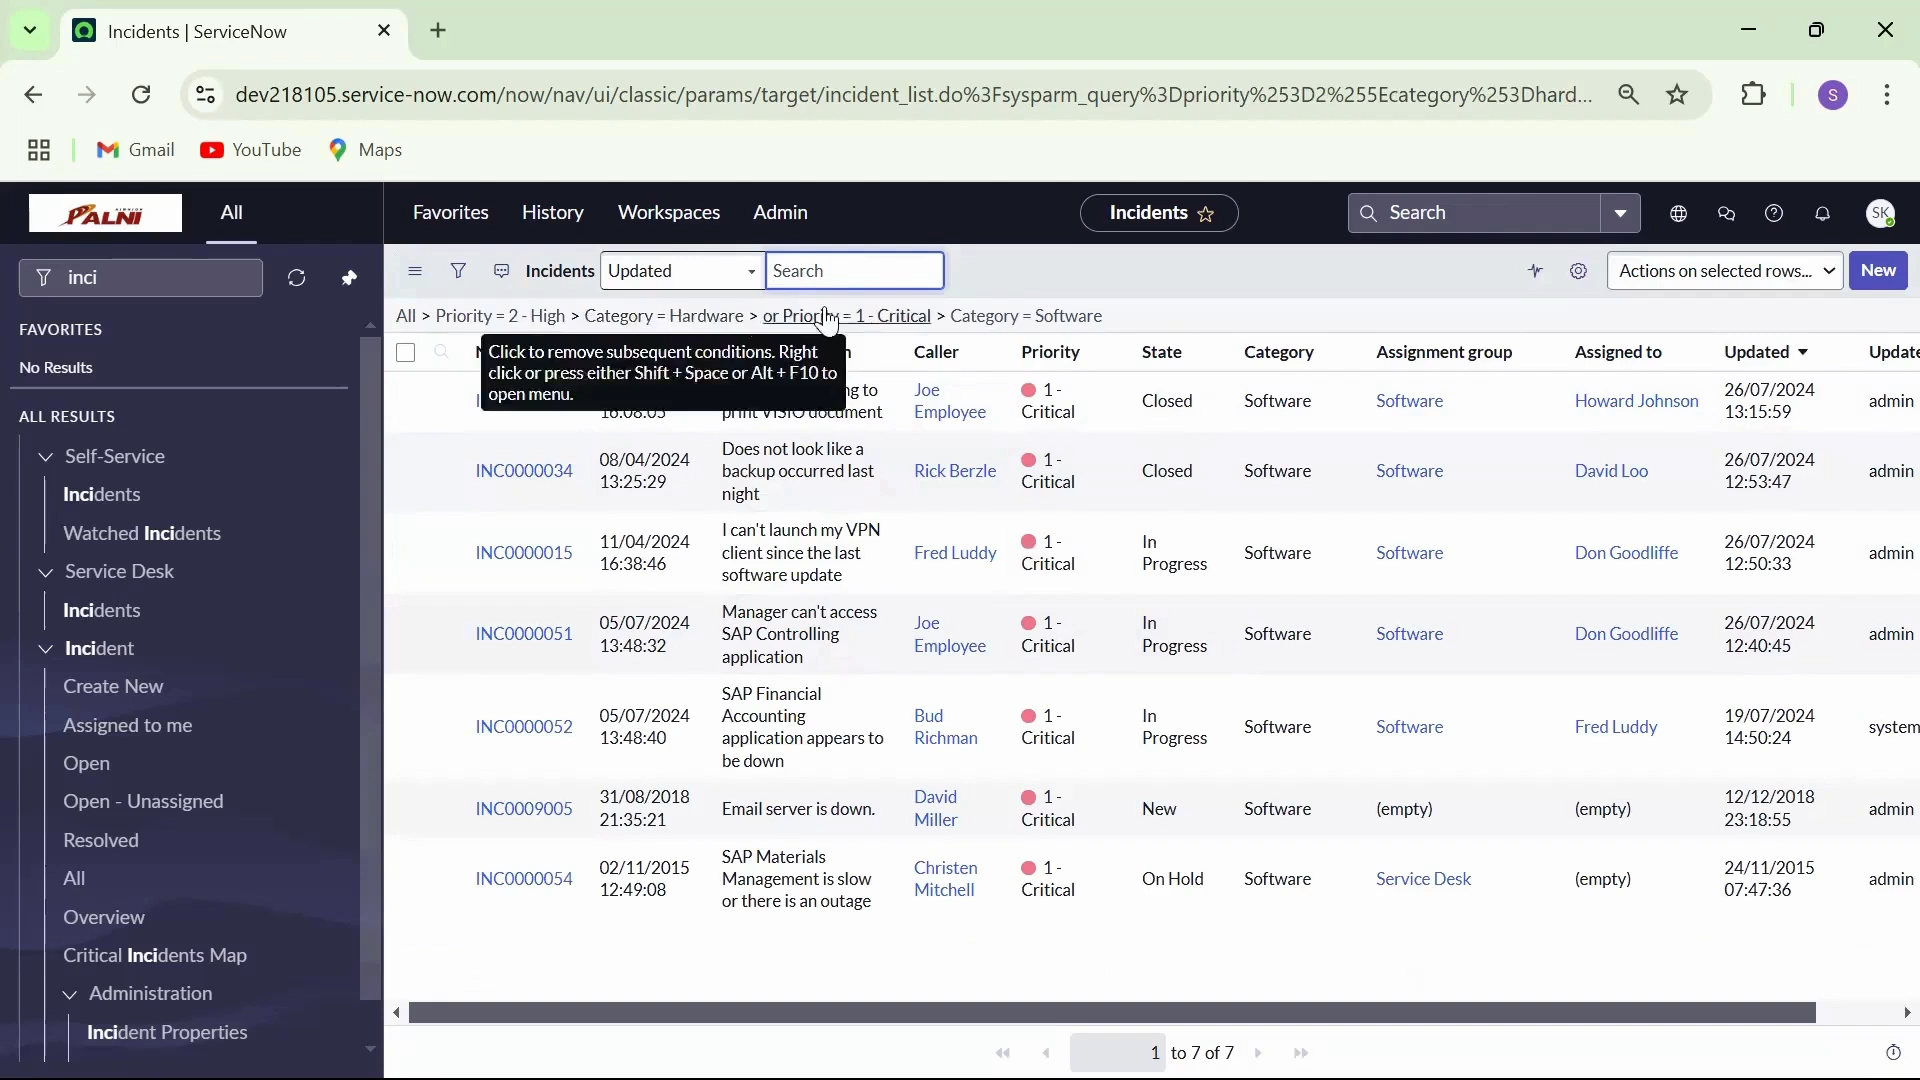 Incidents | ServiceNow
dev218105.service-now.com/now/nav/ui/classic/params/target/incident_list.do%3Fsysparm_query%3Dpriority%253D2%255Ecategory%253Dhard...
S
Gmail
YouTube
Maps
PALNI
All
Favorites
History
Workspaces
Admin
Incidents
Search
SK
inci
Incidents
Updated
Search
Actions on selected rows...
New
FAVORITES
No Results
ALL RESULTS
Self-Service
Incidents
Watched Incidents
Service Desk
Incidents
Incident
Create New
Assigned to me
Open
Open - Unassigned
Resolved
All
Overview
Critical Incidents Map
Administration
Incident Properties
All > Priority = 2 - High > Category = Hardware > or Priority = 1 - Critical > Category = Software
Click to remove subsequent conditions. Right
click or press either Shift + Space or Alt + F10 to
open menu.
Caller
Priority
State
Category
Assignment group
Assigned to
Updated
Update
16:08:05
print VISIO document
Joe
Employee
1 -
Critical
Closed
Software
Software
Howard Johnson
26/07/2024
13:15:59
admin
INC0000034
08/04/2024
13:25:29
Does not look like a
backup occurred last
night
Rick Berzle
1 -
Critical
Closed
Software
Software
David Loo
26/07/2024
12:53:47
admin
INC0000015
11/04/2024
16:38:46
I can't launch my VPN
client since the last
software update
Fred Luddy
1 -
Critical
In
Progress
Software
Software
Don Goodliffe
26/07/2024
12:50:33
admin
INC0000051
05/07/2024
13:48:32
Manager can't access
SAP Controlling
application
Joe
Employee
1 -
Critical
In
Progress
Software
Software
Don Goodliffe
26/07/2024
12:40:45
admin
INC0000052
05/07/2024
13:48:40
SAP Financial
Accounting
application appears to
be down
Bud
Richman
1 -
Critical
In
Progress
Software
Software
Fred Luddy
19/07/2024
14:50:24
system
INC0009005
31/08/2018
21:35:21
Email server is down.
David
Miller
1 -
Critical
New
Software
(empty)
(empty)
12/12/2018
23:18:55
admin
INC0000054
02/11/2015
12:49:08
SAP Materials
Management is slow
or there is an outage
Christen
Mitchell
1 -
Critical
On Hold
Software
Service Desk
(empty)
24/11/2015
07:47:36
admin
1 to 7 of 7